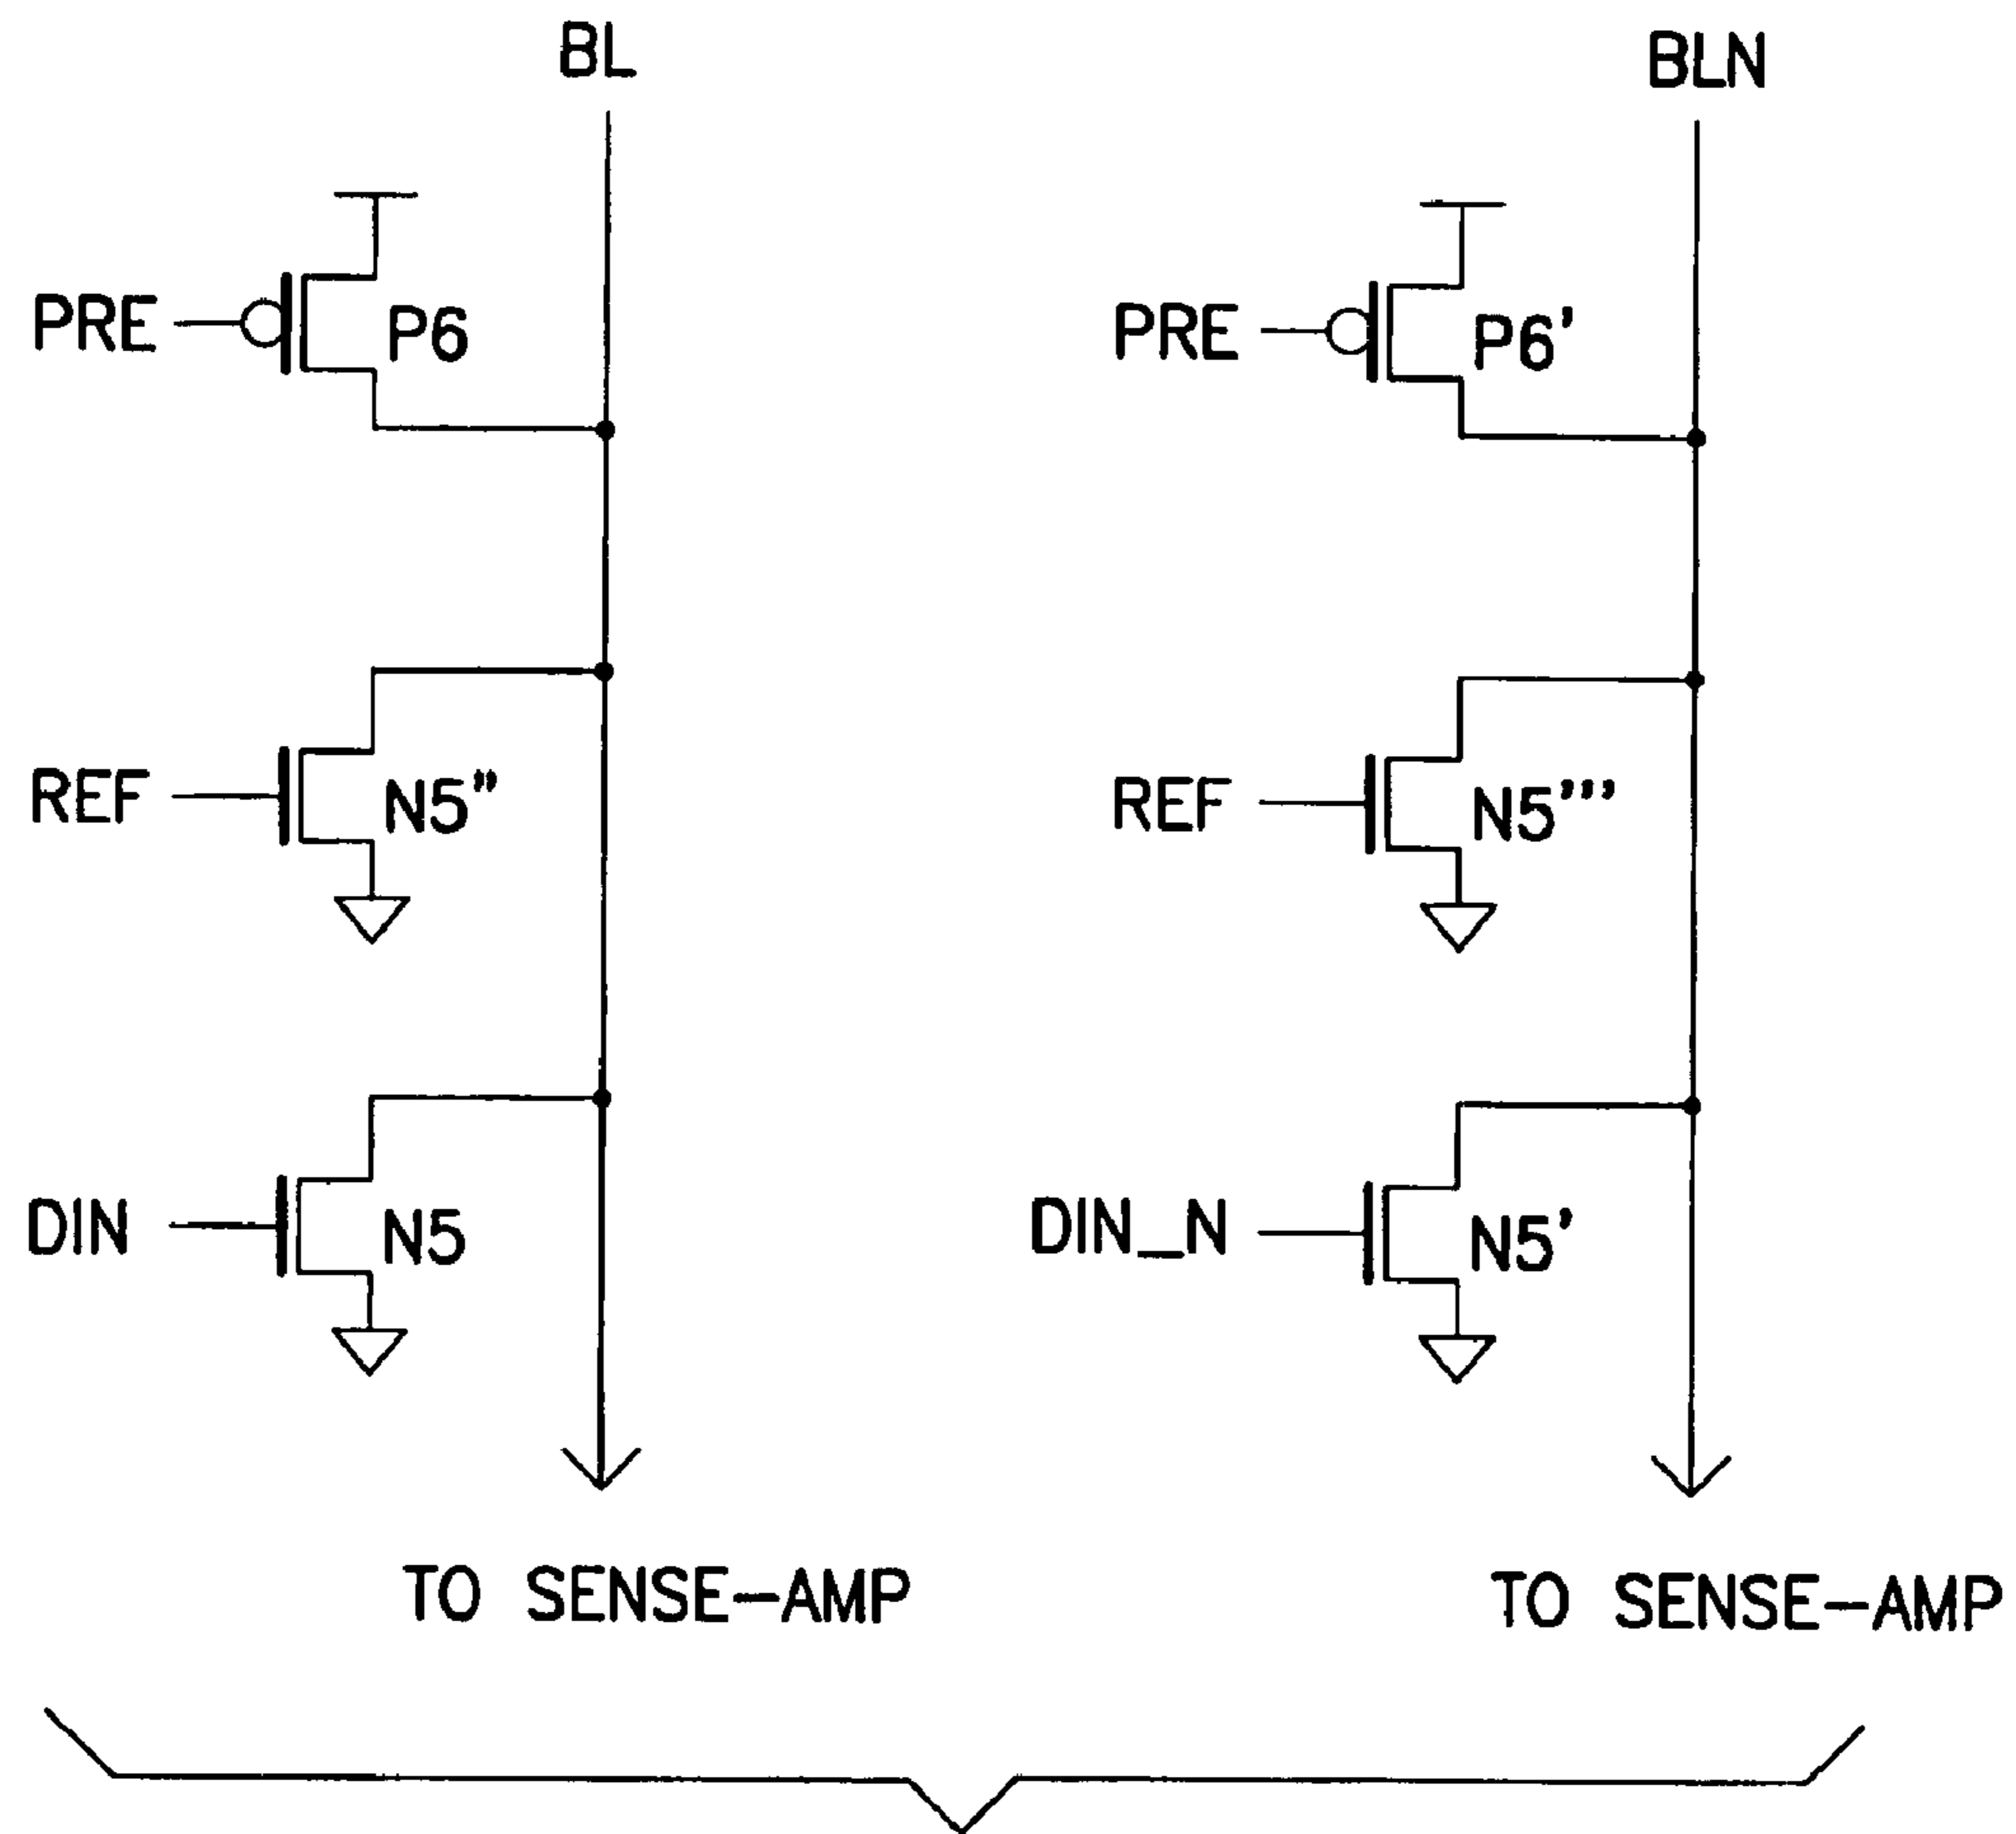 BL
BLN
PRE
P6
PRE
P6'
REF
N5"
REF
N5'''
DIN
N5
DIN_N
N5'
TO SENSE-AMP
TO SENSE-AMP